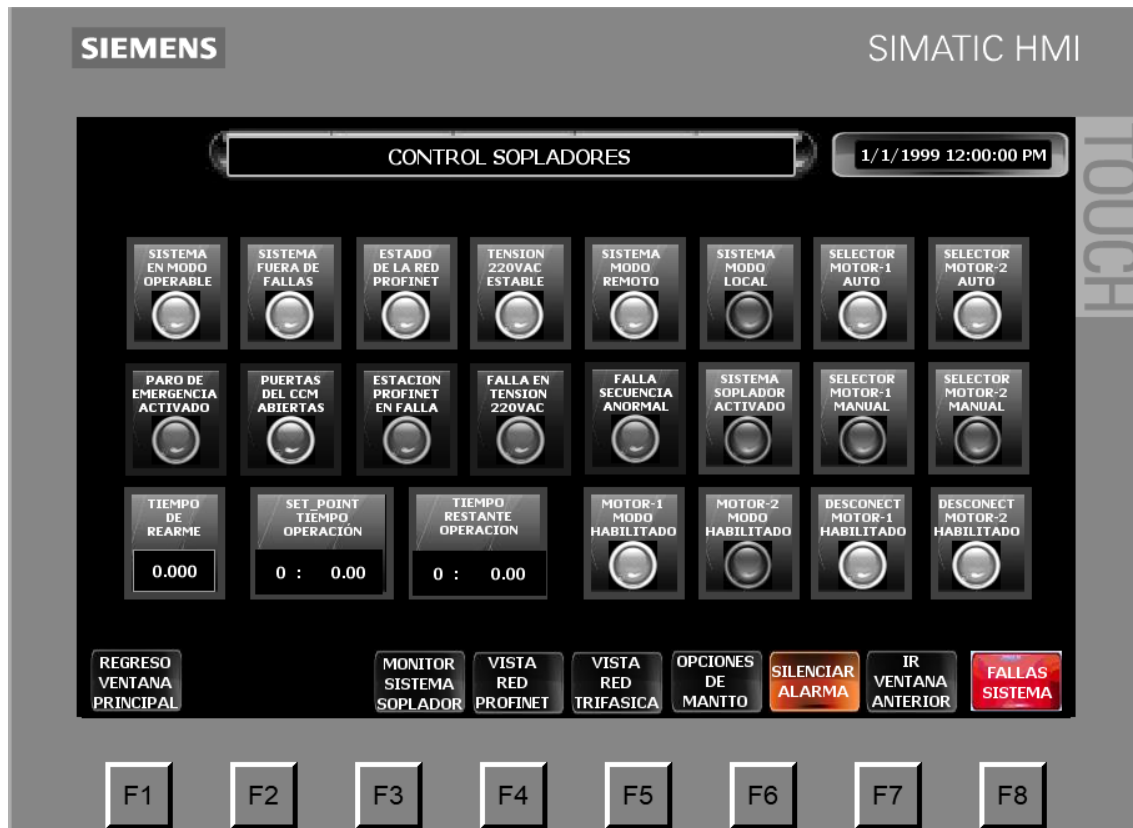 SIEMENS
SIMATIC HMI
TOUCH
CONTROL SOPLADORES
1/1/1999 12:00:00 PM
SISTEMA
EN MODO
OPERABLE
SISTEMA
FUERA DE
FALLAS
ESTADO
DE LA RED
PROFINET
TENSION
220VAC
ESTABLE
SISTEMA
MODO
REMOTO
SISTEMA
MODO
LOCAL
SELECTOR
MOTOR-1
AUTO
SELECTOR
MOTOR-2
AUTO
PARO DE
EMERGENCIA
ACTIVADO
PUERTAS
DEL CCM
ABIERTAS
ESTACION
PROFINET
EN FALLA
FALLA EN
TENSION
220VAC
FALLA
SECUENCIA
ANORMAL
SISTEMA
SOPLADOR
ACTIVADO
SELECTOR
MOTOR-1
MANUAL
SELECTOR
MOTOR-2
MANUAL
TIEMPO
DE
REARME
0.000
SET_POINT
TIEMPO
OPERACIÓN
0 : 0.00
TIEMPO
RESTANTE
OPERACION
0 : 0.00
MOTOR-1
MODO
HABILITADO
MOTOR-2
MODO
HABILITADO
DESCONECT
MOTOR-1
HABILITADO
DESCONECT
MOTOR-2
HABILITADO
REGRESO
VENTANA
PRINCIPAL
MONITOR
SISTEMA
SOPLADOR
VISTA
RED
PROFINET
VISTA
RED
TRIFASICA
OPCIONES
DE
MANTTO
SILENCIAR
ALARMA
IR
VENTANA
ANTERIOR
FALLAS
SISTEMA
F1
F2
F3
F4
F5
F6
F7
F8